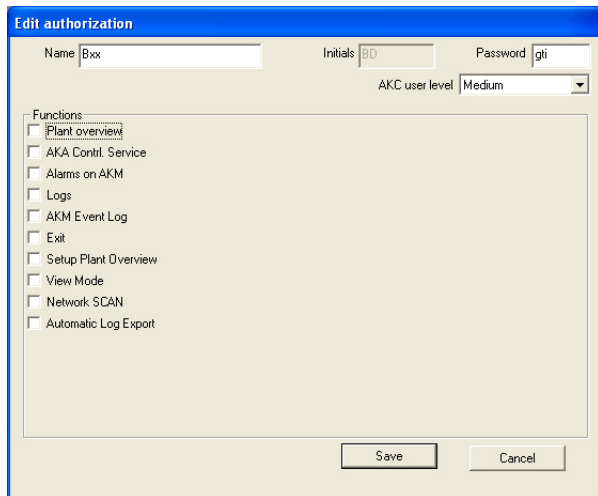 Edit authorization
Name Bxx Initials BD Password gti
AKC user level Medium
Functions
Plant overview
AKA Contrl. Service
Alarms on AKM
Logs
AKM Event Log
Exit
Setup Plant Overview
View Mode
Network SCAN
Automatic Log Export
Save Cancel